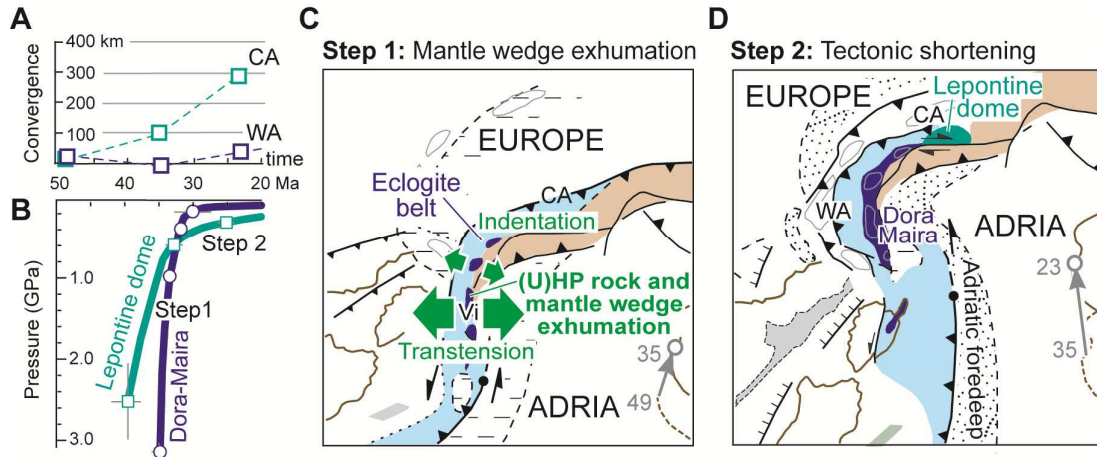 A
400 km
300
200
100
Convergence
CA
WA
time
50
40
30
20 Ma
B
Pressure (GPa)
1.0
2.0
3.0
Lepontine dome
Dora-Maira
Step1
Step 2
C
Step 1: Mantle wedge exhumation
EUROPE
Eclogite
belt
CA
Indentation
(U)HP rock and
mantle wedge
exhumation
Vi
Transtension
ADRIA
35
49
D
Step 2: Tectonic shortening
EUROPE
Lepontine
dome
CA
WA
Dora
Maira
ADRIA
Adriatic foredeep
23
35